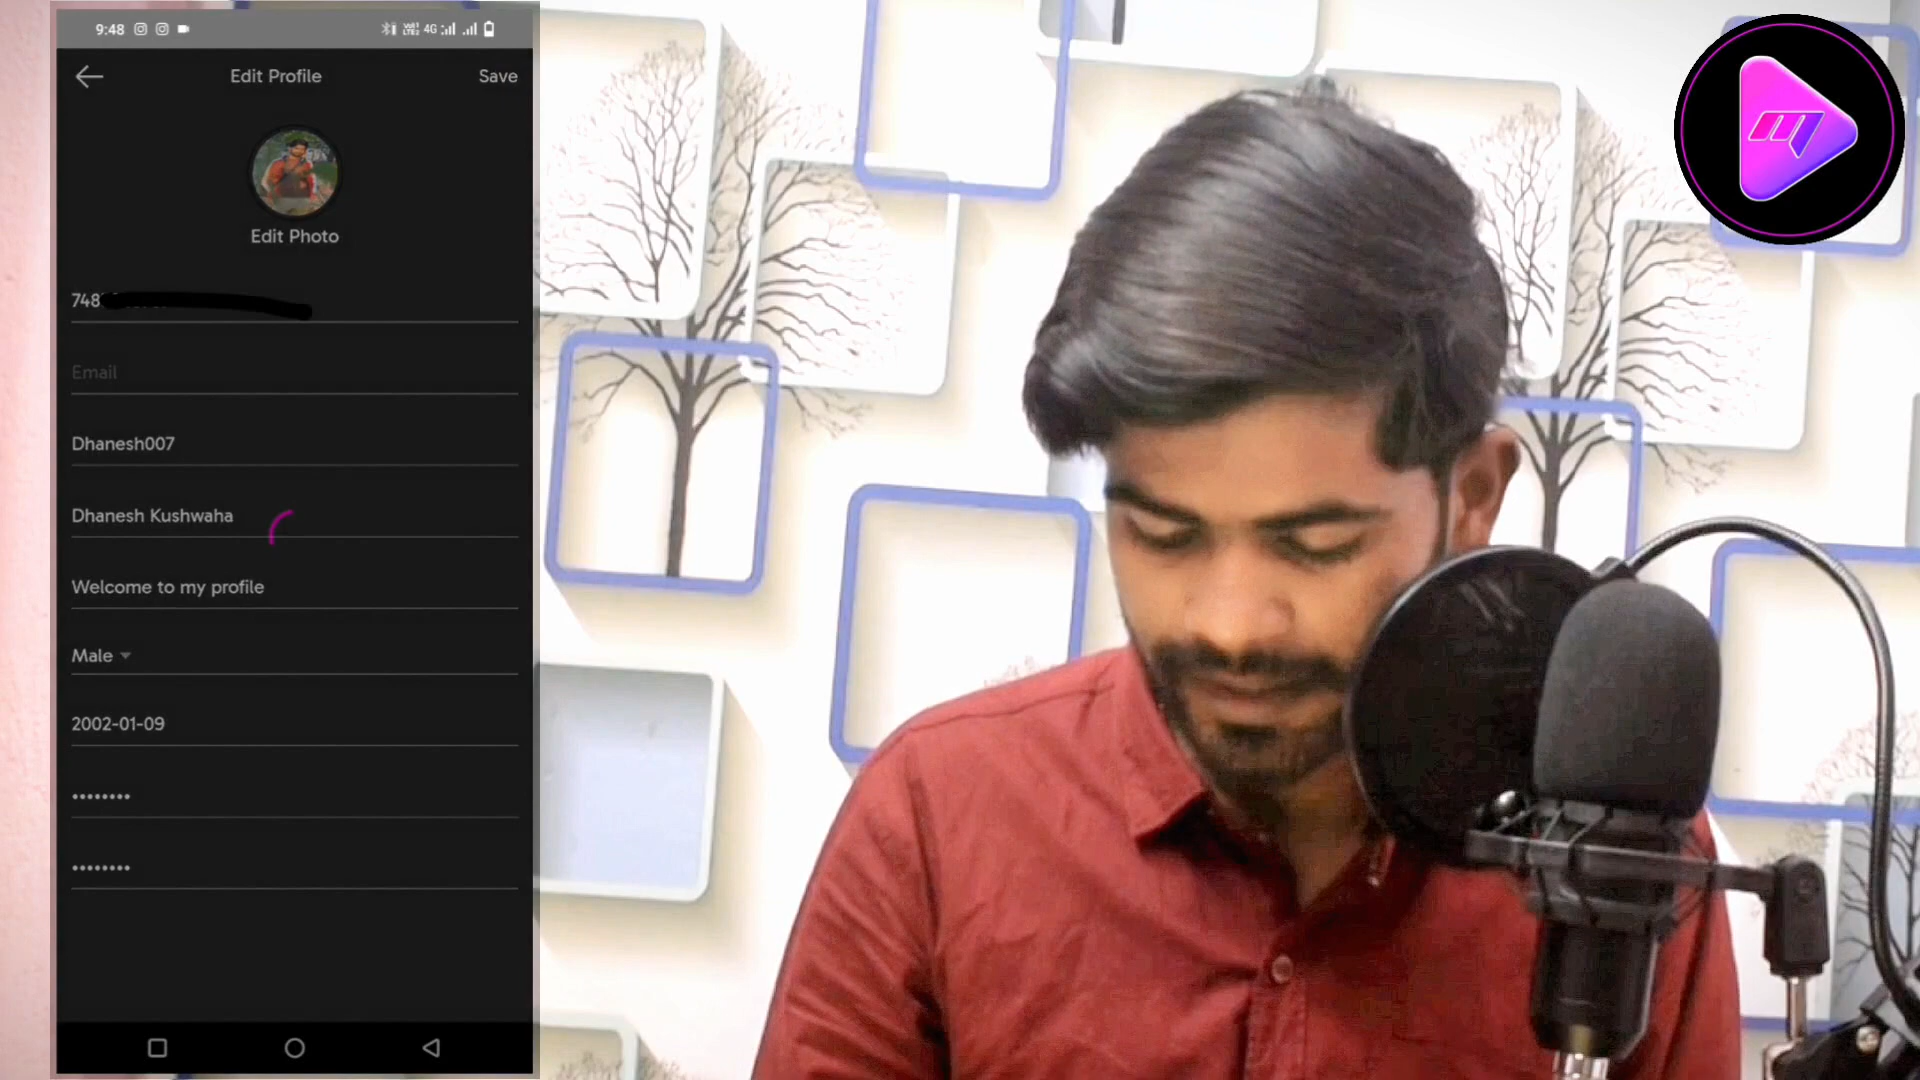 9:48 4G
Edit Profile Save
Edit Photo
748
Email
Dhanesh007
Dhanesh Kushwaha
Welcome to my profile
Male
2002-01-09
••••••••
••••••••